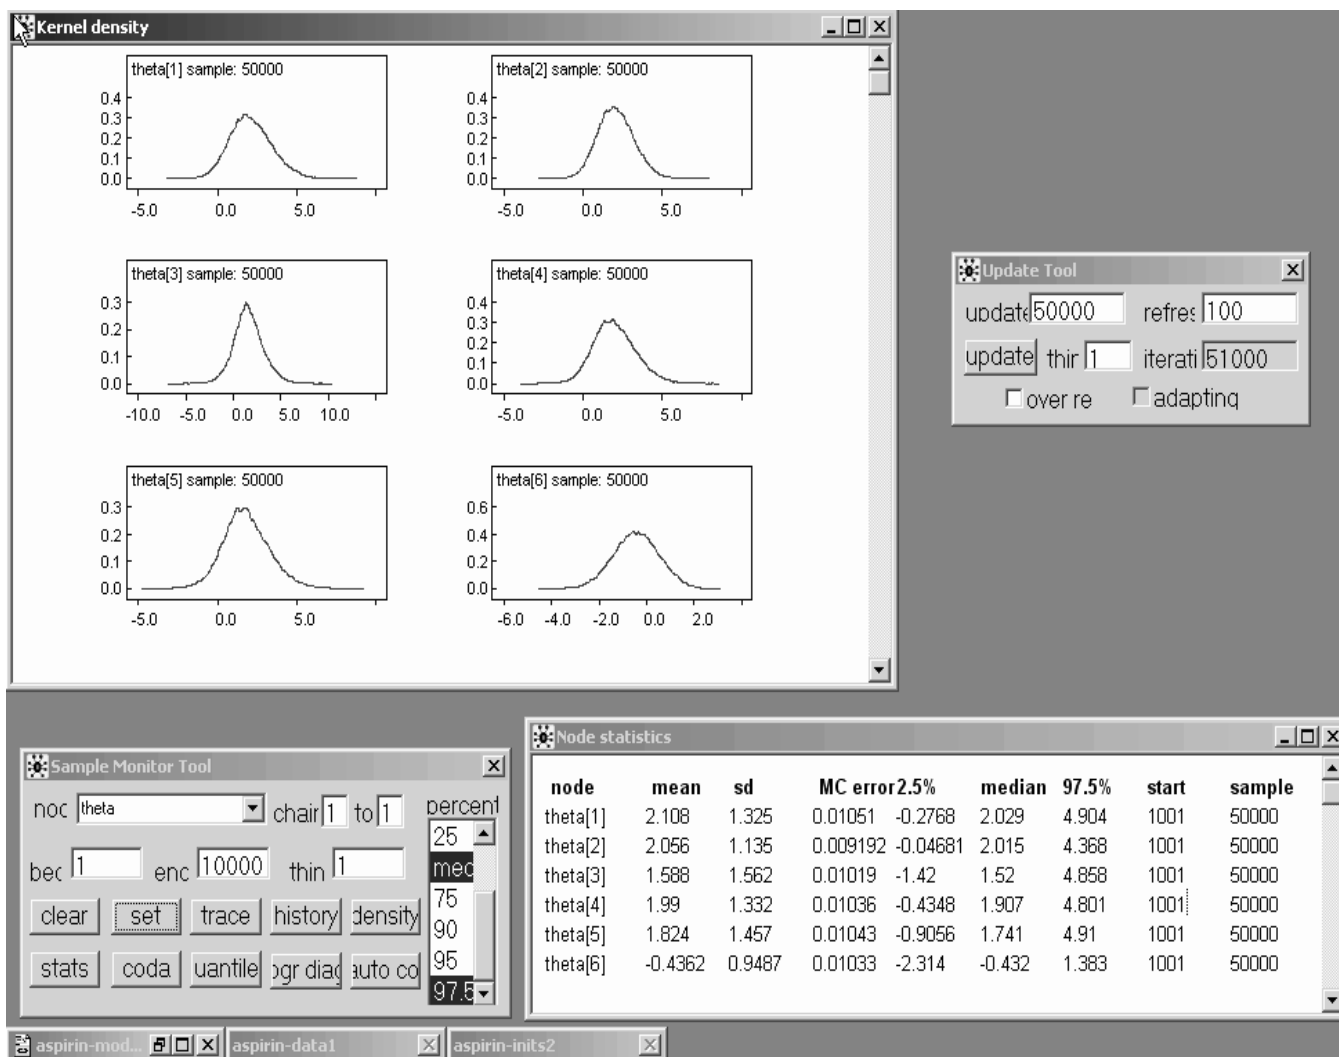 Kernel density
theta[1] sample: 50000
0.4
0.3
0.2
0.1
0.0
-5.0 0.0 5.0
theta[2] sample: 50000
0.4
0.3
0.2
0.1
0.0
-5.0 0.0 5.0
theta[3] sample: 50000
0.3
0.2
0.1
0.0
-10.0 -5.0 0.0 5.0 10.0
theta[4] sample: 50000
0.4
0.3
0.2
0.1
0.0
-5.0 0.0 5.0
theta[5] sample: 50000
0.3
0.2
0.1
0.0
-5.0 0.0 5.0
theta[6] sample: 50000
0.6
0.4
0.2
0.0
-6.0 -4.0 -2.0 0.0 2.0
Update Tool
update 50000 refres 100
update thin 1 iterati 51000
over re adapting
Sample Monitor Tool
noc theta chair 1 to 1 percent
bec 1 enc 10000 thin 1
25
med
75
90
95
97.5
clear set trace history density
stats coda uantile ogr diag auto co
Node statistics
node mean sd MC error 2.5% median 97.5% start sample
theta[1] 2.108 1.325 0.01051 -0.2768 2.029 4.904 1001 50000
theta[2] 2.056 1.135 0.009192 -0.04681 2.015 4.368 1001 50000
theta[3] 1.588 1.562 0.01019 -1.42 1.52 4.858 1001 50000
theta[4] 1.99 1.332 0.01036 -0.4348 1.907 4.801 1001 50000
theta[5] 1.824 1.457 0.01043 -0.9056 1.741 4.91 1001 50000
theta[6] -0.4362 0.9487 0.01033 -2.314 -0.432 1.383 1001 50000
aspirin-mod... aspirin-data1 aspirin-inits2